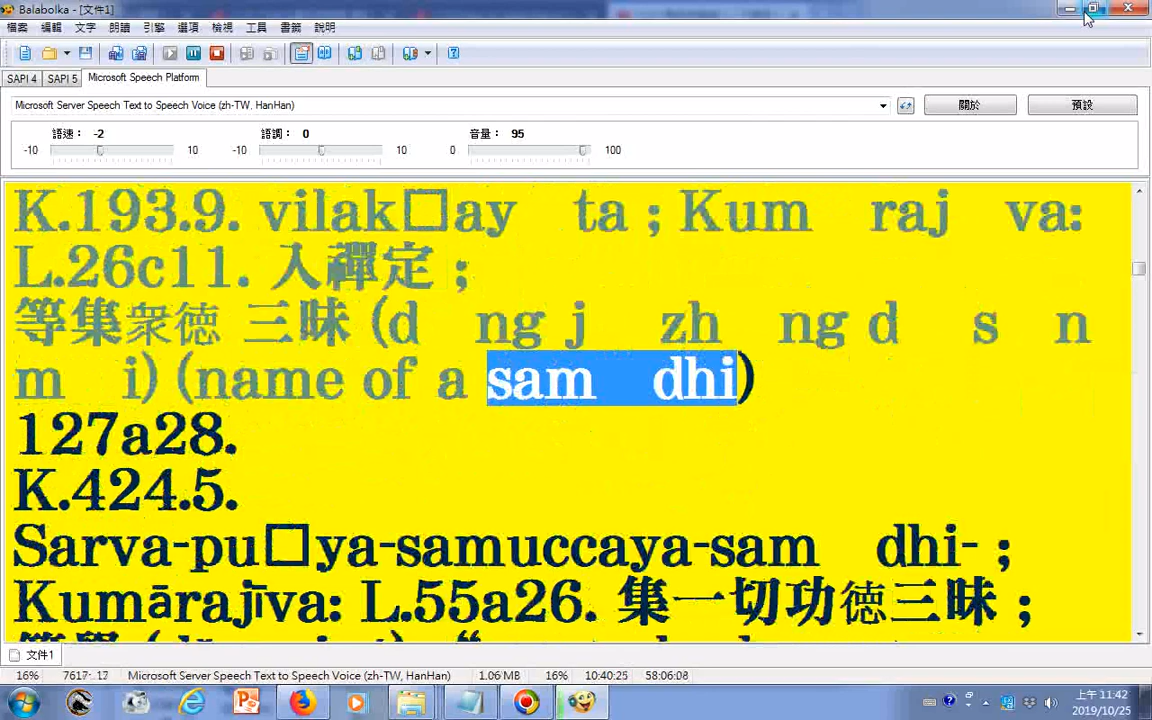 Balabolka - [文件1]
檔案 編輯 文字 朗讀 引擎 選項 檢視 工具 書籤 說明
SAPI 4 SAPI 5 Microsoft Speech Platform
Microsoft Server Speech Text to Speech Voice (zh-TW, HanHan) 關於 預設
語速： -2 語調： 0 音量： 95
-10 10 -10 10 0 100
K.193.9. vilak□ay ta ; Kum raj va:
L.26c11. 入禪定 ;
等集衆德 三昧 (d ng j zh ng d s n
m i) (name of a sam dhi)
127a28.
K.424.5.
Sarva-pu□ya-samuccaya-sam dhi- ;
Kumārajīva: L.55a26. 集一切功德三昧 ;
文件1
16% 7617:17 Microsoft Server Speech Text to Speech Voice (zh-TW, HanHan) 1.06 MB 16% 10:40:25 58:06:08
上午 11:42
2019/10/25